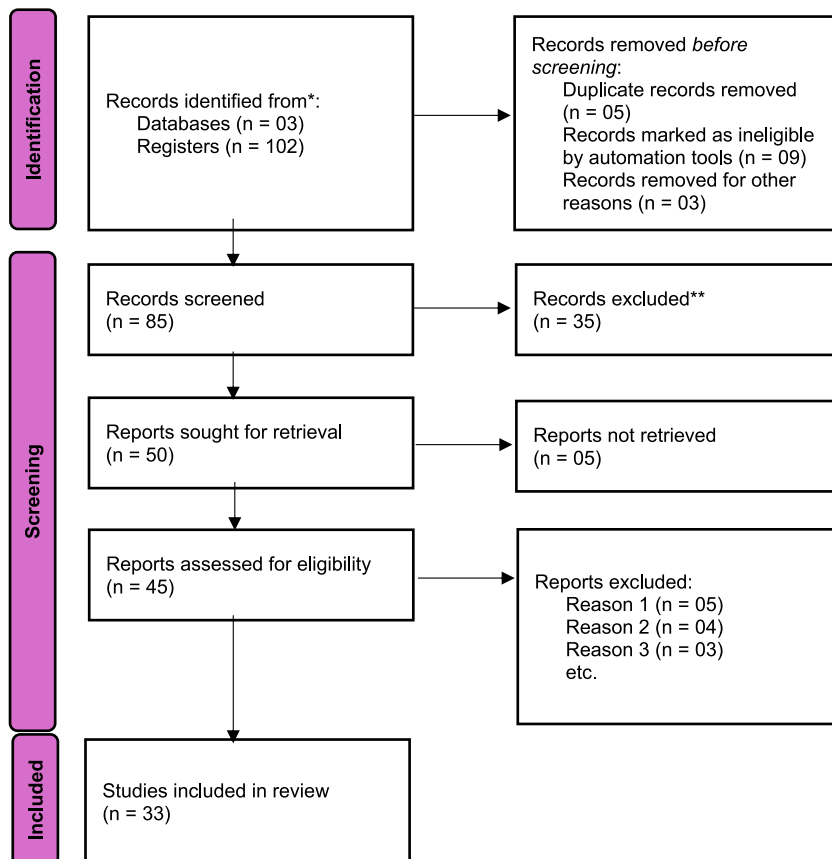 Identification
Records identified from*:
Databases (n = 03)
Registers (n = 102)
Records removed before
screening:
Duplicate records removed
(n = 05)
Records marked as ineligible
by automation tools (n = 09)
Records removed for other
reasons (n = 03)
Screening
Records screened
(n = 85)
Records excluded**
(n = 35)
Reports sought for retrieval
(n = 50)
Reports not retrieved
(n = 05)
Reports assessed for eligibility
(n = 45)
Reports excluded:
Reason 1 (n = 05)
Reason 2 (n = 04)
Reason 3 (n = 03)
etc.
Included
Studies included in review
(n = 33)